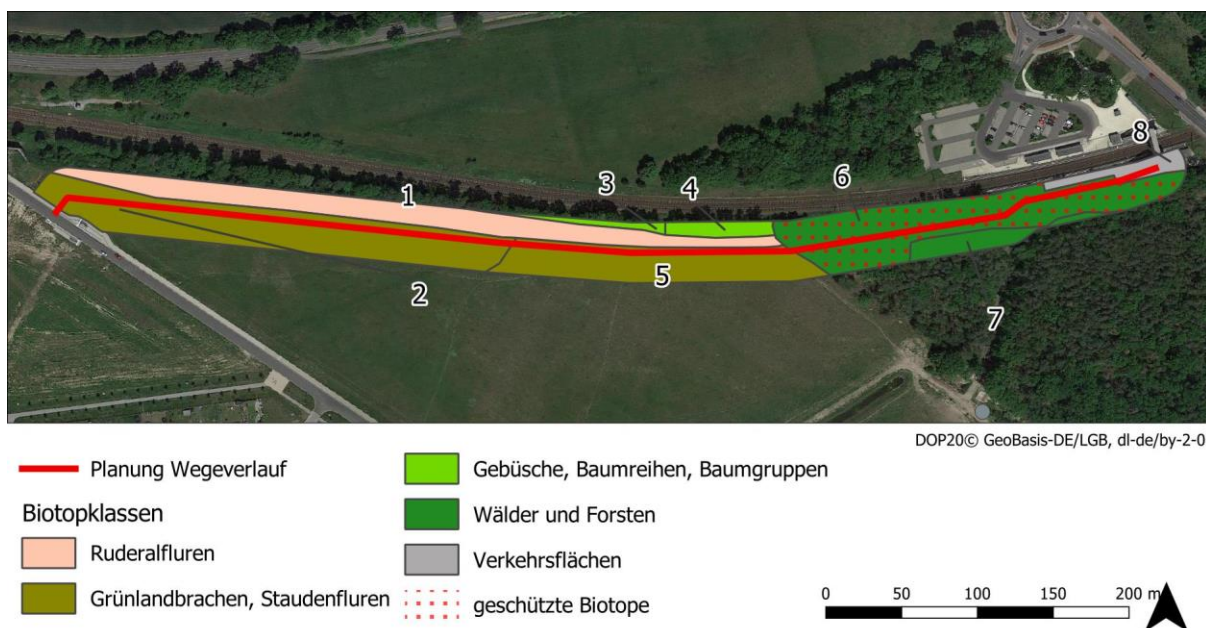 3
4
6
8
1
5
2
7
DOP20© GeoBasis-DE/LGB, dl-de/by-2-0
Planung Wegeverlauf
Biotopklassen
Ruderalfluren
Grünlandbrachen, Staudenfluren
Gebüsche, Baumreihen, Baumgruppen
Wälder und Forsten
Verkehrsflächen
geschützte Biotope
0 50 100 150 200 m